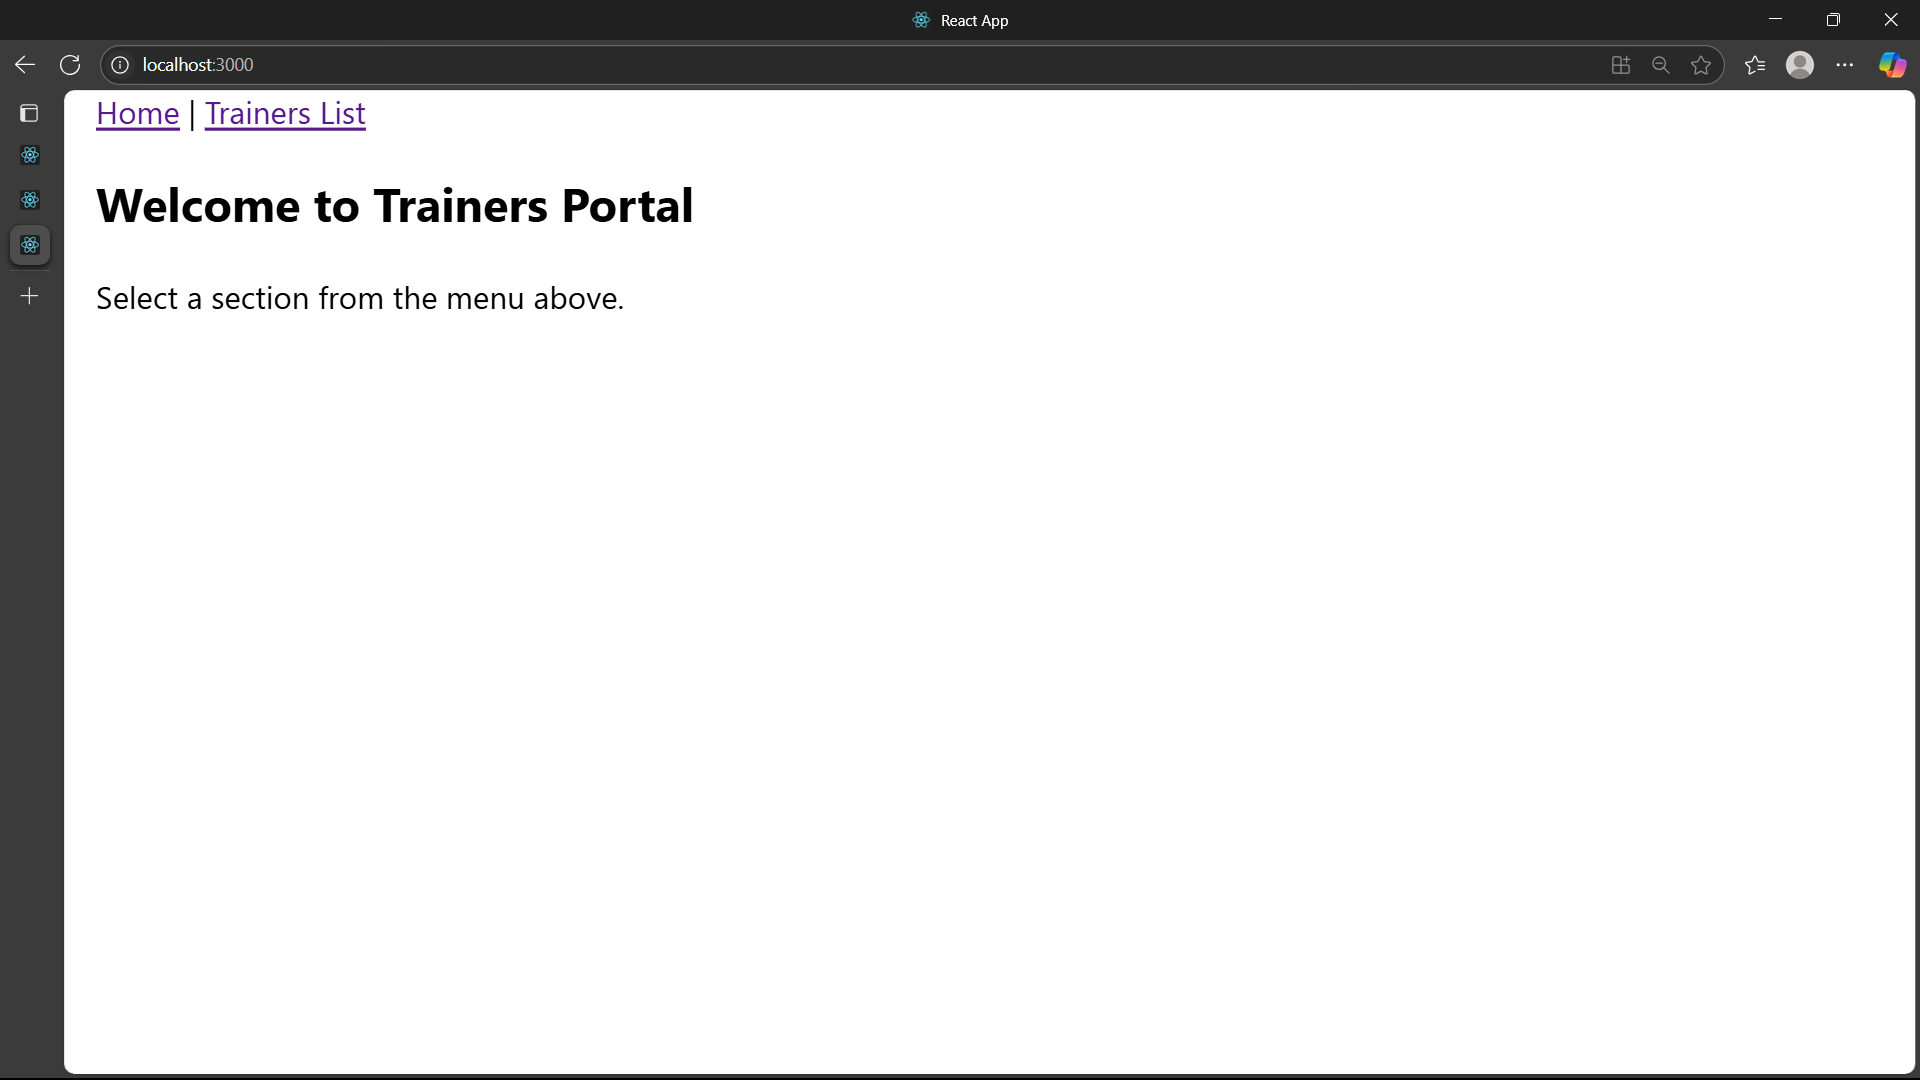 React App
localhost:3000
Home | Trainers List
Welcome to Trainers Portal
Select a section from the menu above.